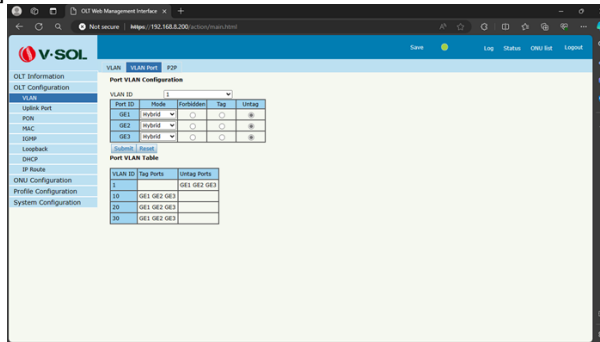 OLT Web Management Interface
Not secure https://192.168.8.200/action/main.html
V·SOL
Save
Log Status ONU list Logout
VLAN VLAN Port P2P
OLT Information
OLT Configuration
VLAN
Uplink Port
PON
MAC
IGMP
Loopback
DHCP
IP Route
ONU Configuration
Profile Configuration
System Configuration
Port VLAN Configuration
VLAN ID 1
Port ID Mode Forbidden Tag Untag
GE1 Hybrid
GE2 Hybrid
GE3 Hybrid
Submit Reset
Port VLAN Table
VLAN ID Tag Ports Untag Ports
1 GE1 GE2 GE3
10 GE1 GE2 GE3
20 GE1 GE2 GE3
30 GE1 GE2 GE3